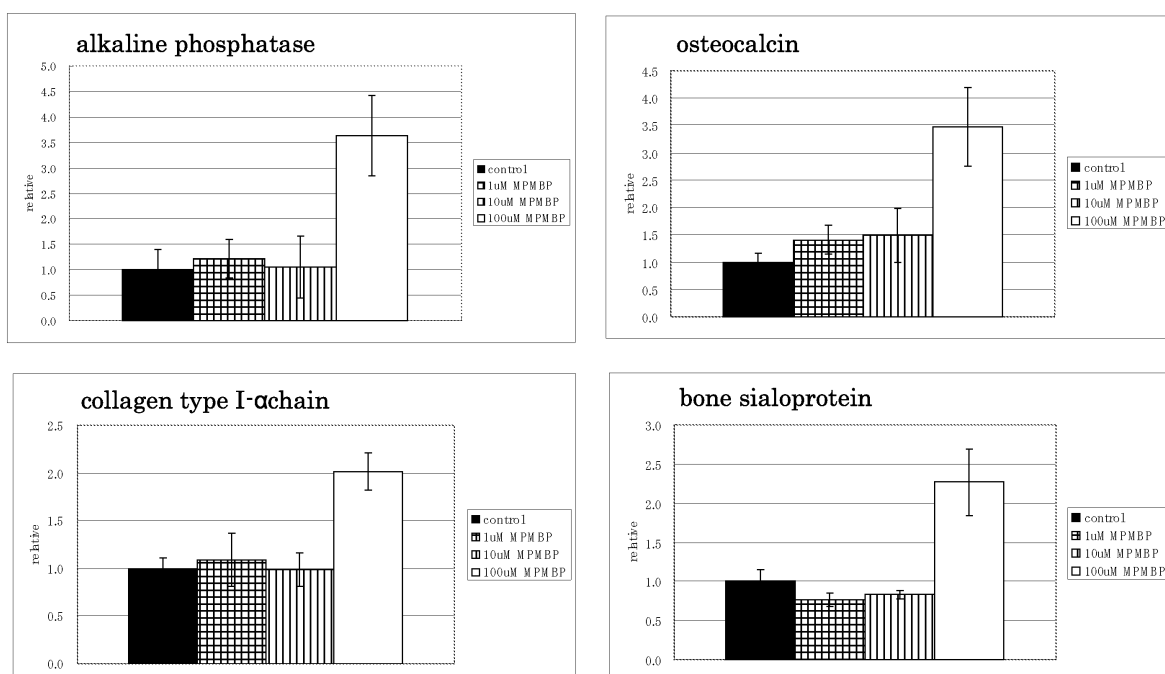 alkaline phosphatase
5.0
4.5
4.0
3.5
3.0
2.5
2.0
1.5
1.0
0.5
0.0
relative
control
1uM MPMBP
10uM MPMBP
100uM MPMBP
osteocalcin
4.5
4.0
3.5
3.0
2.5
2.0
1.5
1.0
0.5
0.0
relative
control
1uM MPMBP
10uM MPMBP
100uM MPMBP
collagen type I-αchain
2.5
2.0
1.5
1.0
0.5
0.0
relative
control
1uM MPMBP
10uM MPMBP
100uM MPMBP
bone sialoprotein
3.0
2.5
2.0
1.5
1.0
0.5
0.0
relative
control
1uM MPMBP
10uM MPMBP
100uM MPMBP